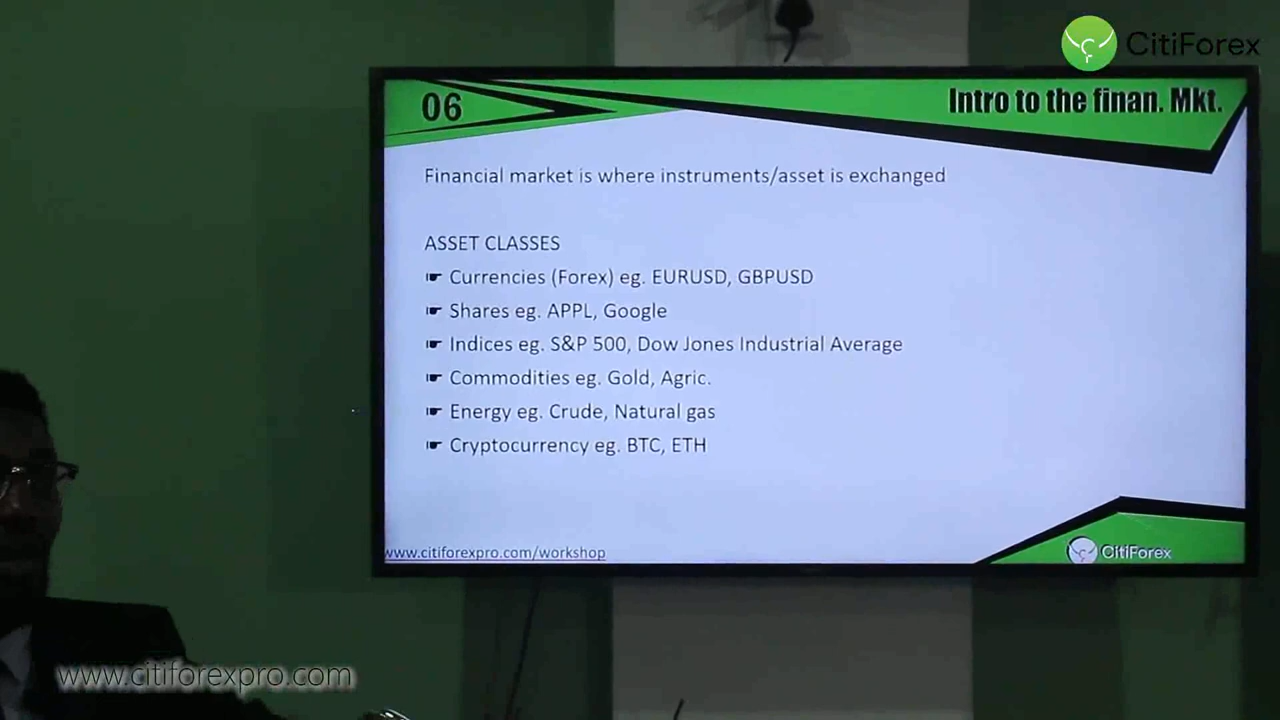 CitiForex
06
Intro to the finan. Mkt.
Financial market is where instruments/asset is exchanged
ASSET CLASSES
Currencies (Forex) eg. EURUSD, GBPUSD
Shares eg. APPL, Google
Indices eg. S&P 500, Dow Jones Industrial Average
Commodities eg. Gold, Agric.
Energy eg. Crude, Natural gas
Cryptocurrency eg. BTC, ETH
www.citiforexpro.com/workshop
CitiForex
www.citiforexpro.com